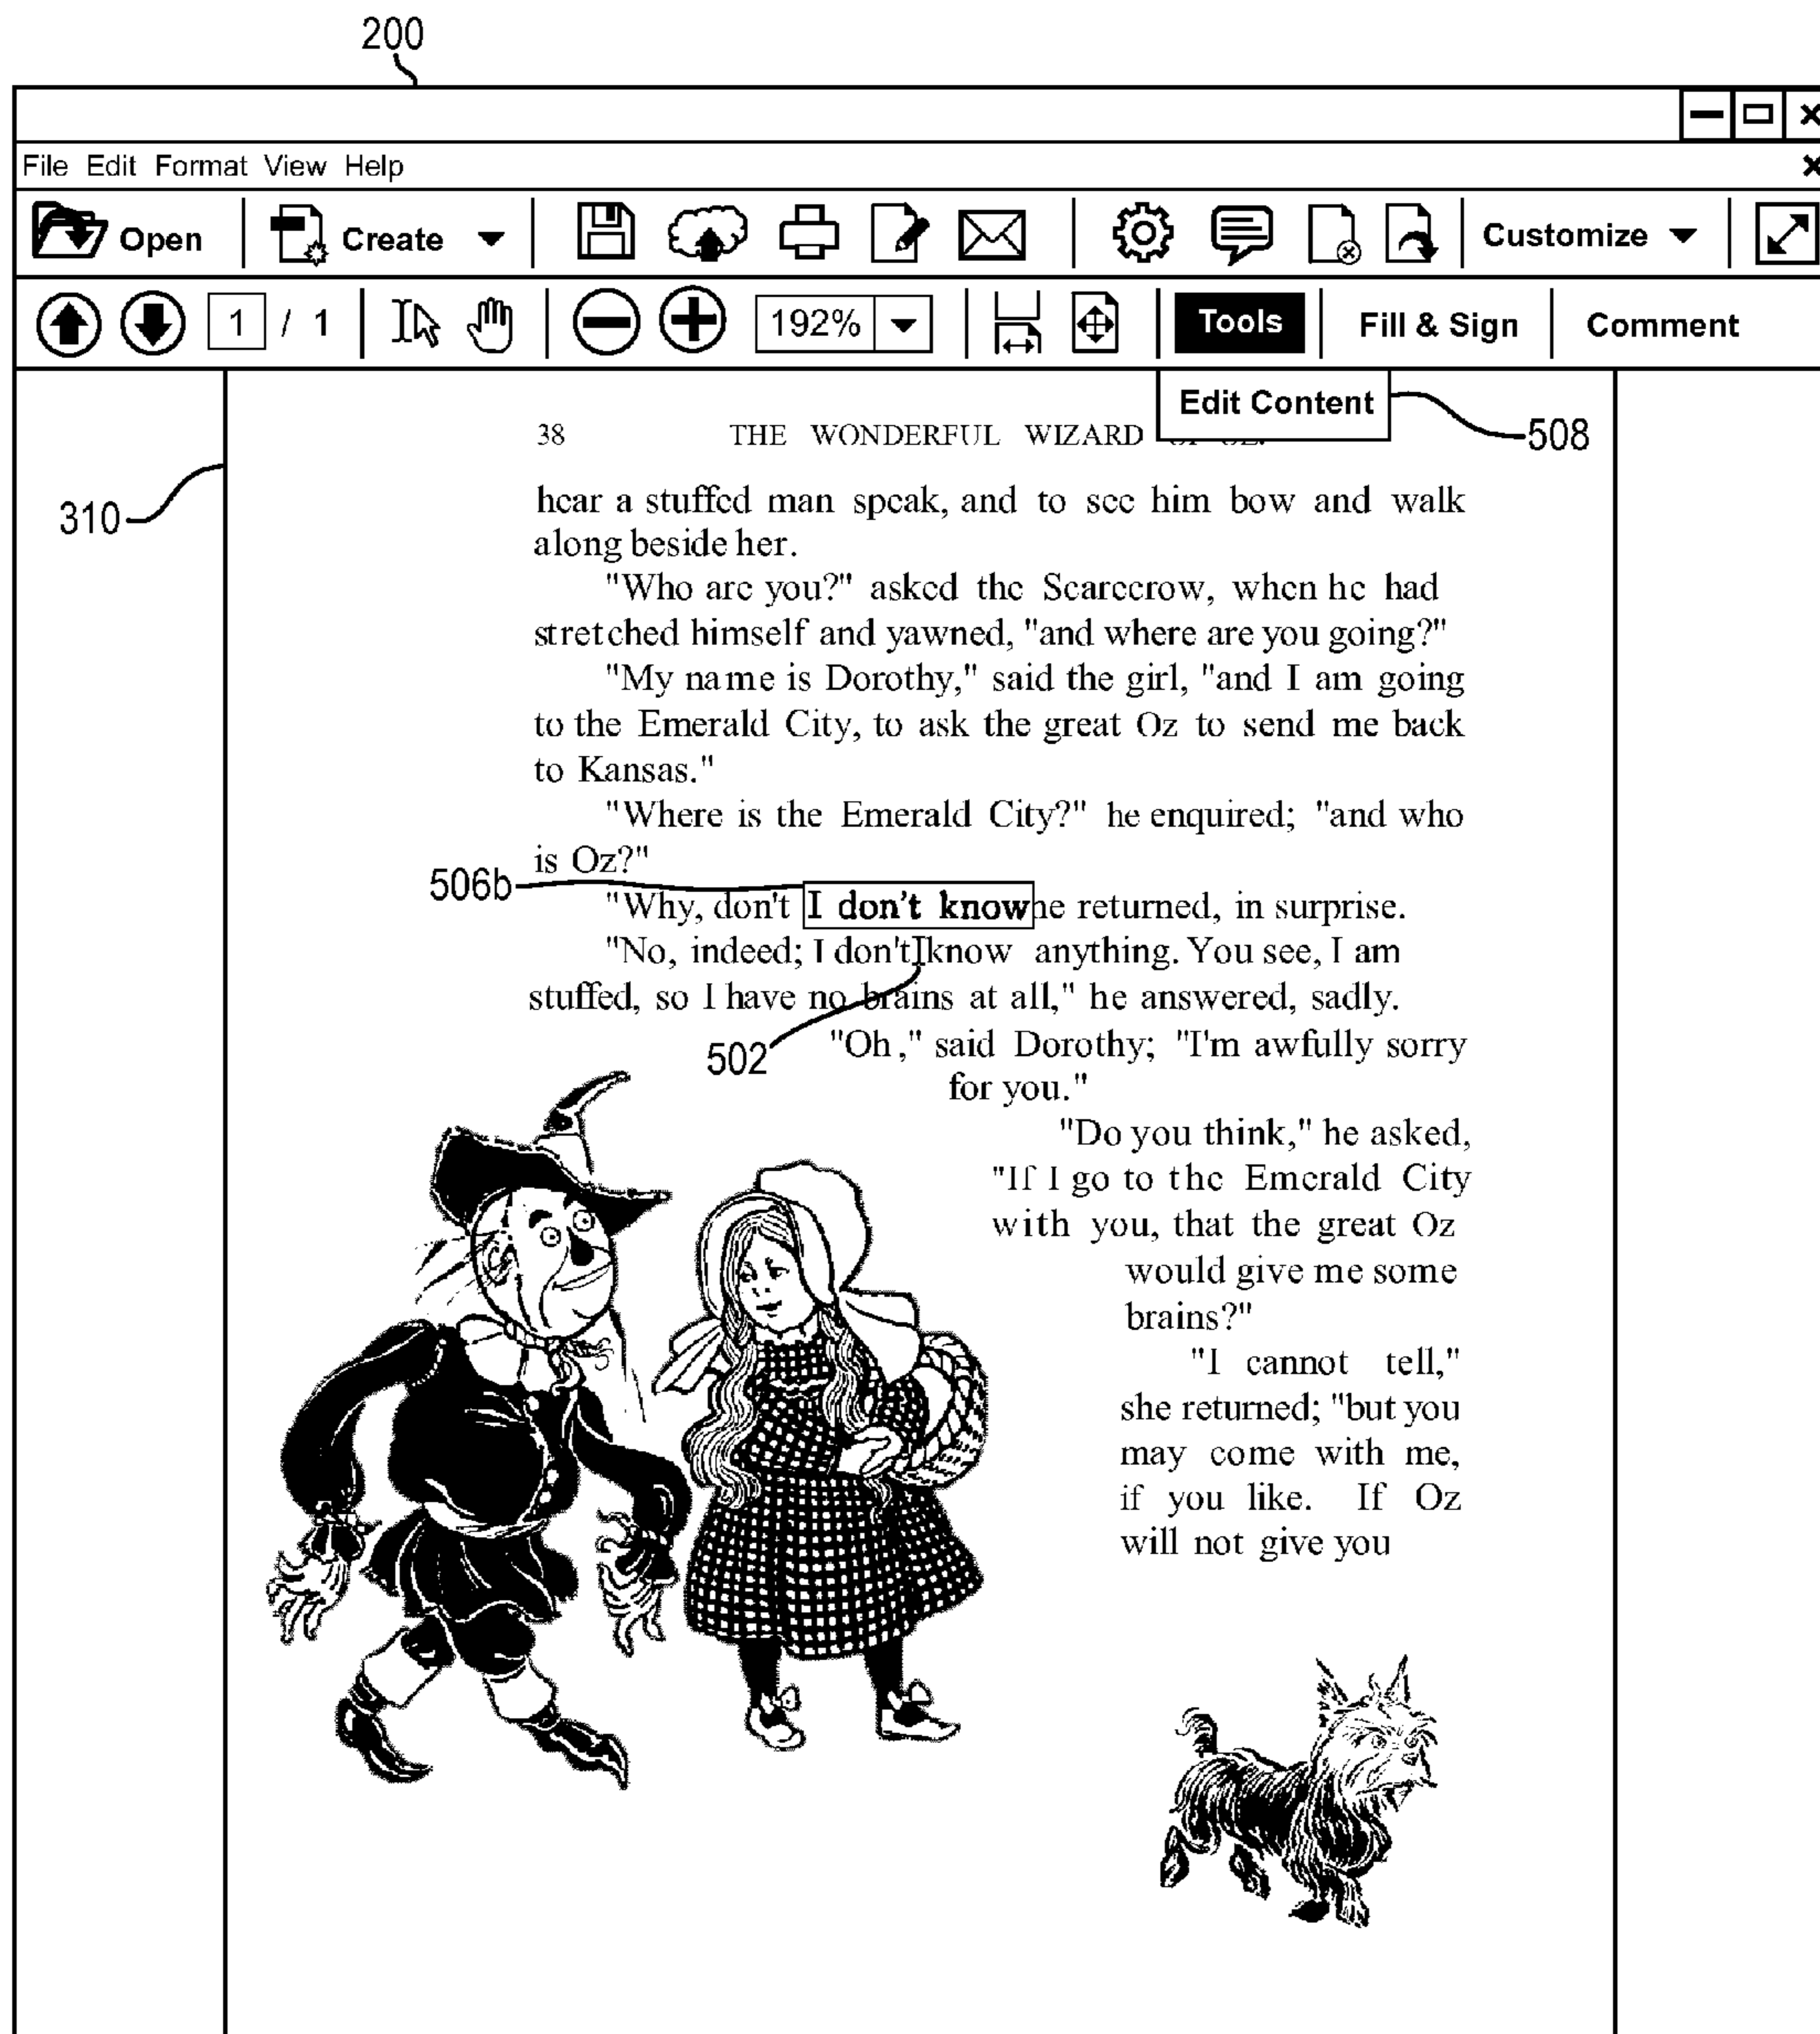 200
File Edit Format View Help
Open Create Customize
1 / 1 192% Tools Fill & Sign Comment
Edit Content
508
38 THE WONDERFUL WIZARD
310
hear a stuffed man speak, and to see him bow and walk
along beside her.
"Who are you?" asked the Scarecrow, when he had
stretched himself and yawned, "and where are you going?"
"My name is Dorothy," said the girl, "and I am going
to the Emerald City, to ask the great Oz to send me back
to Kansas."
"Where is the Emerald City?" he enquired; "and who
is Oz?"
506b
"Why, don't I don't know he returned, in surprise.
"No, indeed; I don't know anything. You see, I am
stuffed, so I have no brains at all," he answered, sadly.
502
"Oh," said Dorothy; "I'm awfully sorry
for you."
"Do you think," he asked,
"If I go to the Emerald City
with you, that the great Oz
would give me some
brains?"
"I cannot tell,"
she returned; "but you
may come with me,
if you like. If Oz
will not give you